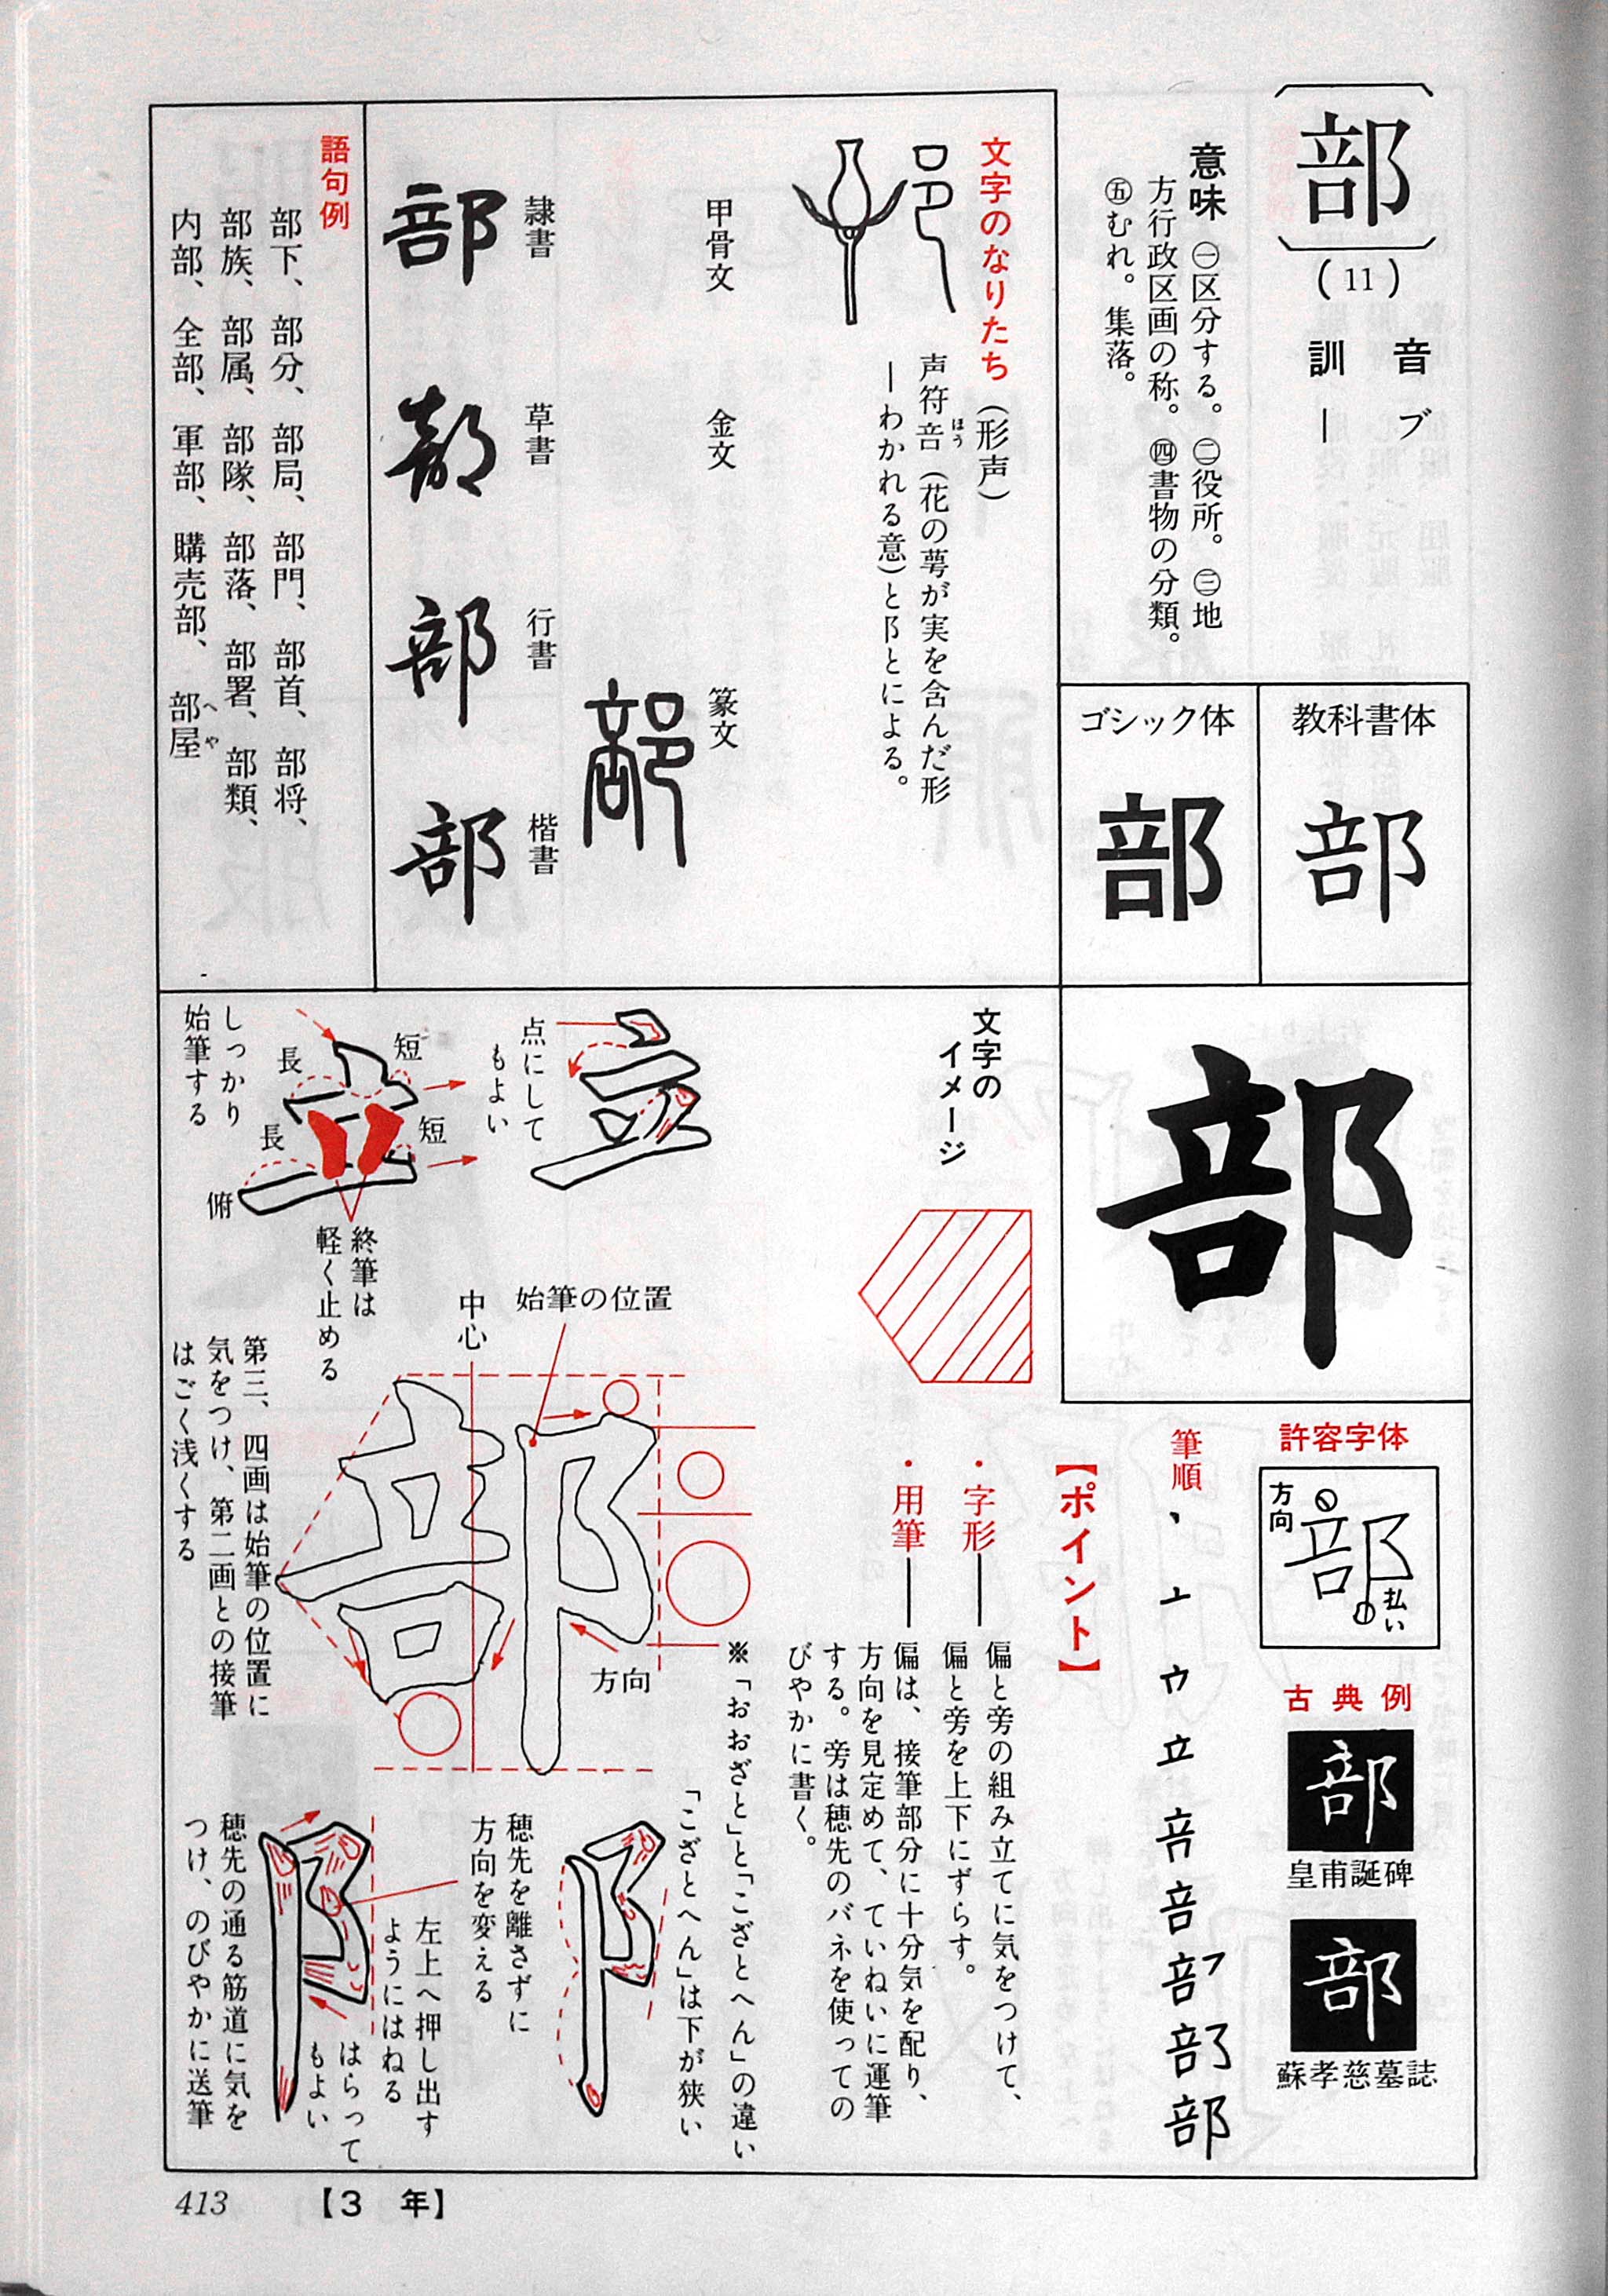 部
(11)
音 ブ
訓 ―
意味 ㊀区分する。 ㊁役所。 ㊂地
方行政区画の称。 ㊃書物の分類。
㊄むれ。 集落。
教科書体
部
ゴシック体
部
文字のなりたち（形声）
声符咅（花の萼が実を含んだ形
ほう
―わかれる意）と阝とによる。
甲骨文
金文
篆文
隷書
部
草書
部
行書
部
楷書
部
語句例
部下、部分、部局、部門、部首、部将、
部族、部属、部隊、部落、部署、部類、
内部、全部、軍部、購売部、部屋
へや
部
許容字体
方向
部
払い
古典例
部
皇甫誕碑
部
蘇孝慈墓誌
筆順
【ポイント】
・字形―偏と旁の組み立てに気をつけて、
偏と旁を上下にずらす。
・用筆―偏は、接筆部分に十分気を配り、
方向を見定めて、ていねいに運筆
する。旁は穂先のバネを使っての
びやかに書く。
※「おおざと」と「こざとへん」の違い
「こざとへん」は下が狭い
文字の
イメージ
点にして
もよい
短
長
短
長
俯
しっかり
始筆する
終筆は
軽く止める
始筆の位置
中心
方向
第三、四画は始筆の位置に
気をつけ、第二画との接筆
はごく浅くする
穂先を離さずに
方向を変える
左上へ押し出す
ようにはねる
はらって
もよい
穂先の通る筋道に気を
つけ、のびやかに送筆
413
【3 年】